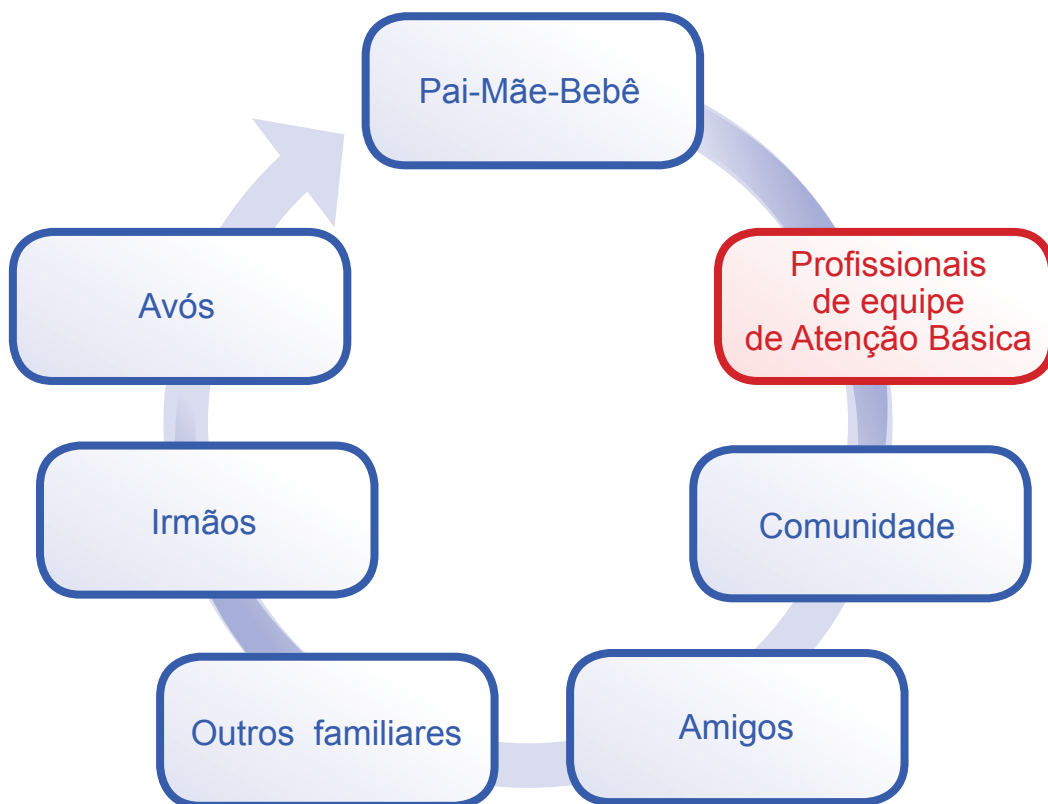 Pai-Mãe-Bebê
Profissionais
de equipe
de Atenção Básica
Comunidade
Amigos
Outros familiares
Irmãos
Avós